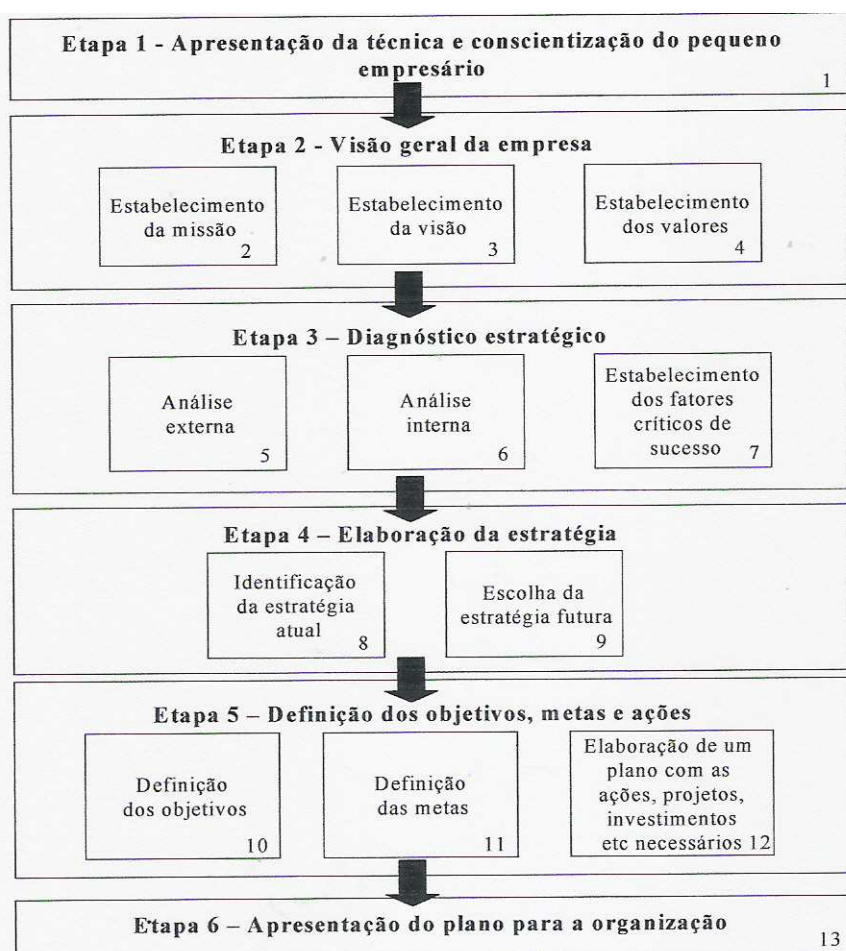 Etapa 1 - Apresentação da técnica e conscientização do pequeno
empresário
1
Etapa 2 - Visão geral da empresa
Estabelecimento
da missão
2
Estabelecimento
da visão
3
Estabelecimento
dos valores
4
Etapa 3 – Diagnóstico estratégico
Análise
externa
5
Análise
interna
6
Estabelecimento
dos fatores
críticos de
sucesso 7
Etapa 4 – Elaboração da estratégia
Identificação
da estratégia
atual
8
Escolha da
estratégia futura
9
Etapa 5 – Definição dos objetivos, metas e ações
Definição
dos objetivos
10
Definição
das metas
11
Elaboração de um
plano com as
ações, projetos,
investimentos
etc necessários 12
Etapa 6 – Apresentação do plano para a organização
13